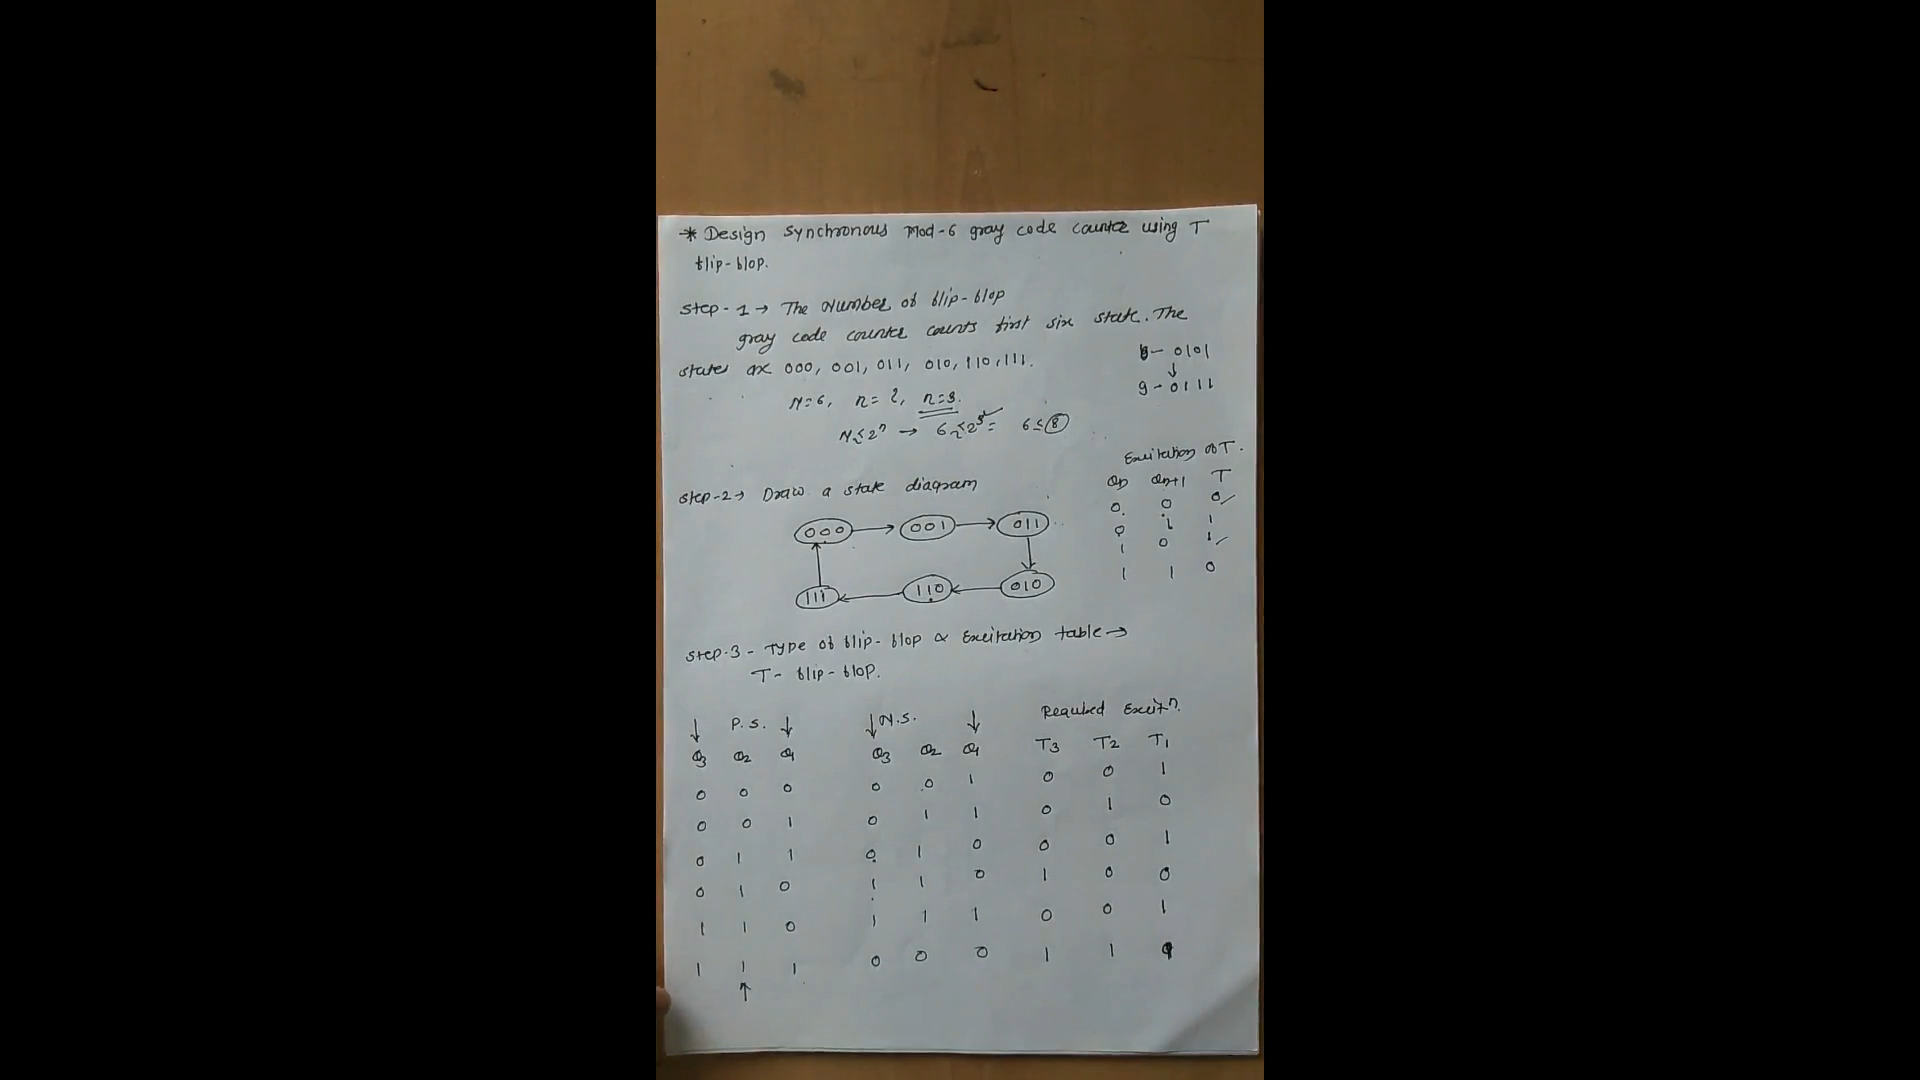 * Design Synchronous Mod-6 gray code counter using T
flip-flop.
Step-1 → The Number of flip-flop
gray code counter counts first six state. The
states are 000, 001, 011, 010, 110, 111.
b - 0101
↓
g - 0111
N=6, n=?, n=3.
N≤2ⁿ → 6≤2³ = 6≤8
Excitation of T.
Qn Qn+1 T
0 0 0
0 1 1
1 0 1
1 1 0
Step-2→ Draw a state diagram
000 → 001 → 011
111 ← 110 ← 010
Step-3 - Type of flip-flop & Excitation table →
T - flip-flop.
P.S. N.S. Required Excitn.
Q3 Q2 Q1 Q3 Q2 Q1 T3 T2 T1
0 0 0 0 0 1 0 0 1
0 0 1 0 1 1 0 1 0
0 1 1 0 1 0 0 0 1
0 1 0 1 1 0 1 0 0
1 1 0 1 1 1 0 0 1
1 1 1 0 0 0 1 1 1